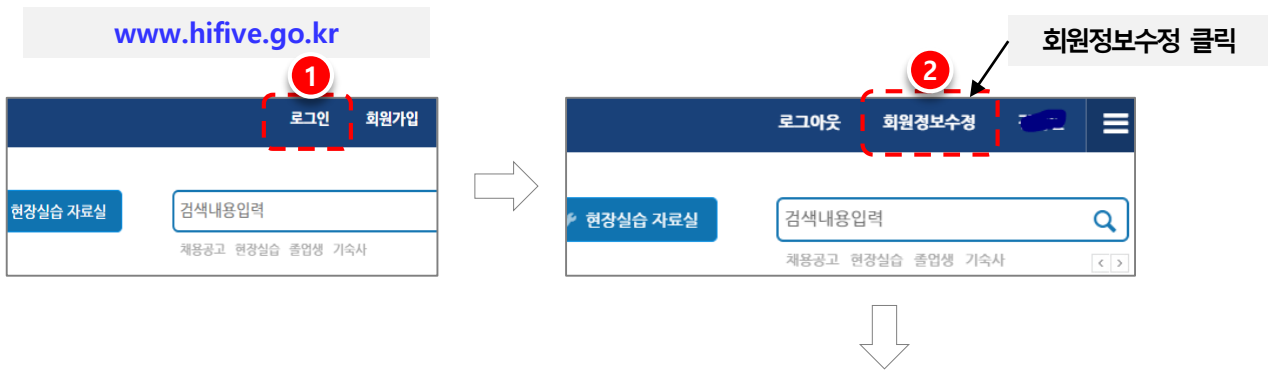 www.hifive.go.kr
회원정보수정 클릭
1
2
로그인 회원가입
현장실습 자료실
검색내용입력
채용공고 현장실습 졸업생 기숙사
로그아웃 회원정보수정
현장실습 자료실
검색내용입력
채용공고 현장실습 졸업생 기숙사
< >